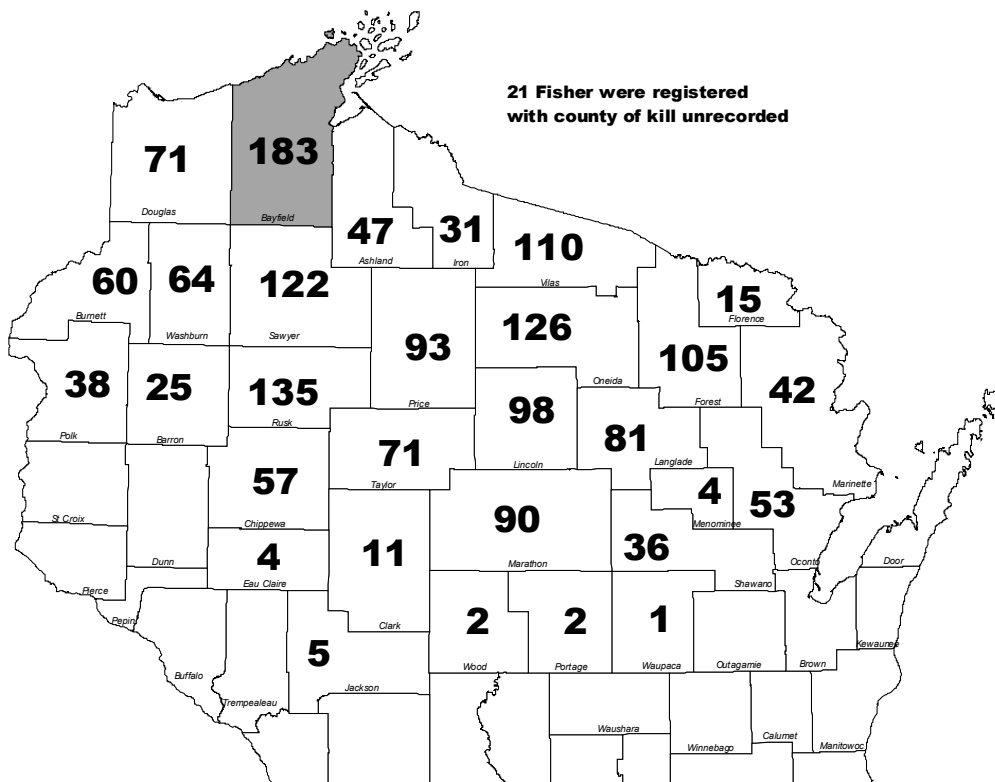 21 Fisher were registered
with county of kill unrecorded
71
Douglas
183
Bayfield
47
Ashland
31
Iron
110
Vilas
60
Burnett
64
Washburn
122
Sawyer
93
Price
126
Oneida
15
Florence
105
Forest
42
Marinette
38
Polk
25
Barron
135
Rusk
71
Taylor
98
Lincoln
81
Langlade
4
Menominee
53
Oconto
St Croix
Dunn
57
Chippewa
4
Eau Claire
11
Clark
90
Marathon
36
Shawano
Door
Pierce
Pepin
Buffalo
Trempealeau
5
Jackson
2
Wood
2
Portage
1
Waupaca
Outagamie
Brown
Kewaunee
Waushara
Winnebago
Calumet
Manitowoc